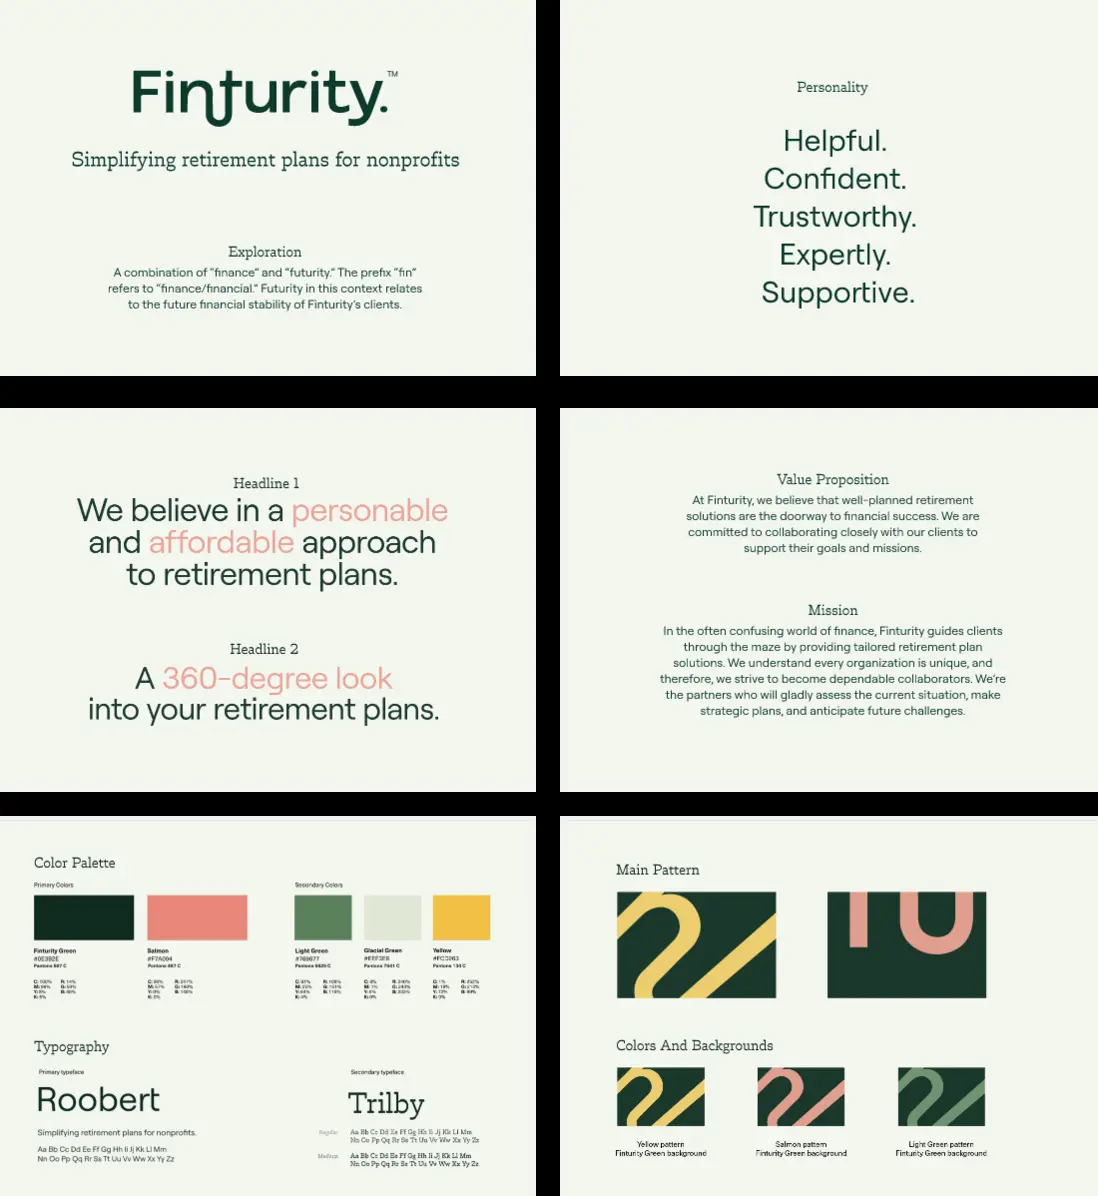 Finturity.™
Simplifying retirement plans for nonprofits
Exploration
A combination of "finance" and "futurity." The prefix "fin"
refers to "finance/financial." Futurity in this context relates
to the future financial stability of Finturity's clients.
Personality
Helpful.
Confident.
Trustworthy.
Expertly.
Supportive.
Headline 1
We believe in a personable
and affordable approach
to retirement plans.
Headline 2
A 360-degree look
into your retirement plans.
Value Proposition
At Finturity, we believe that well-planned retirement
solutions are the doorway to financial success. We are
committed to collaborating closely with our clients to
support their goals and missions.
Mission
In the often confusing world of finance, Finturity guides clients
through the maze by providing tailored retirement plan
solutions. We understand every organization is unique, and
therefore, we strive to become dependable collaborators. We're
the partners who will gladly assess the current situation, make
strategic plans, and anticipate future challenges.
Color Palette
Primary Colors
Secondary Colors
Finturity Green
Salmon
Light Green
Glacial Green
Yellow
Typography
Primary typeface
Roobert
Simplifying retirement plans for nonprofits.
Aa Bb Cc Dd Ee Ff Gg Hh Ii Jj Kk Ll Mm
Nn Oo Pp Qq Rr Ss Tt Uu Vv Ww Xx Yy Zz
Secondary typeface
Trilby
Regular
Aa Bb Cc Dd Ee Ff Gg Hh Ii Jj Kk Ll Mm
Nn Oo Pp Qq Rr Ss Tt Uu Vv Ww Xx Yy Zz
Medium
Aa Bb Cc Dd Ee Ff Gg Hh Ii Jj Kk Ll Mm
Nn Oo Pp Qq Rr Ss Tt Uu Vv Ww Xx Yy Zz
Main Pattern
Colors And Backgrounds
Yellow pattern
Finturity Green background
Salmon pattern
Finturity Green background
Light Green pattern
Finturity Green background